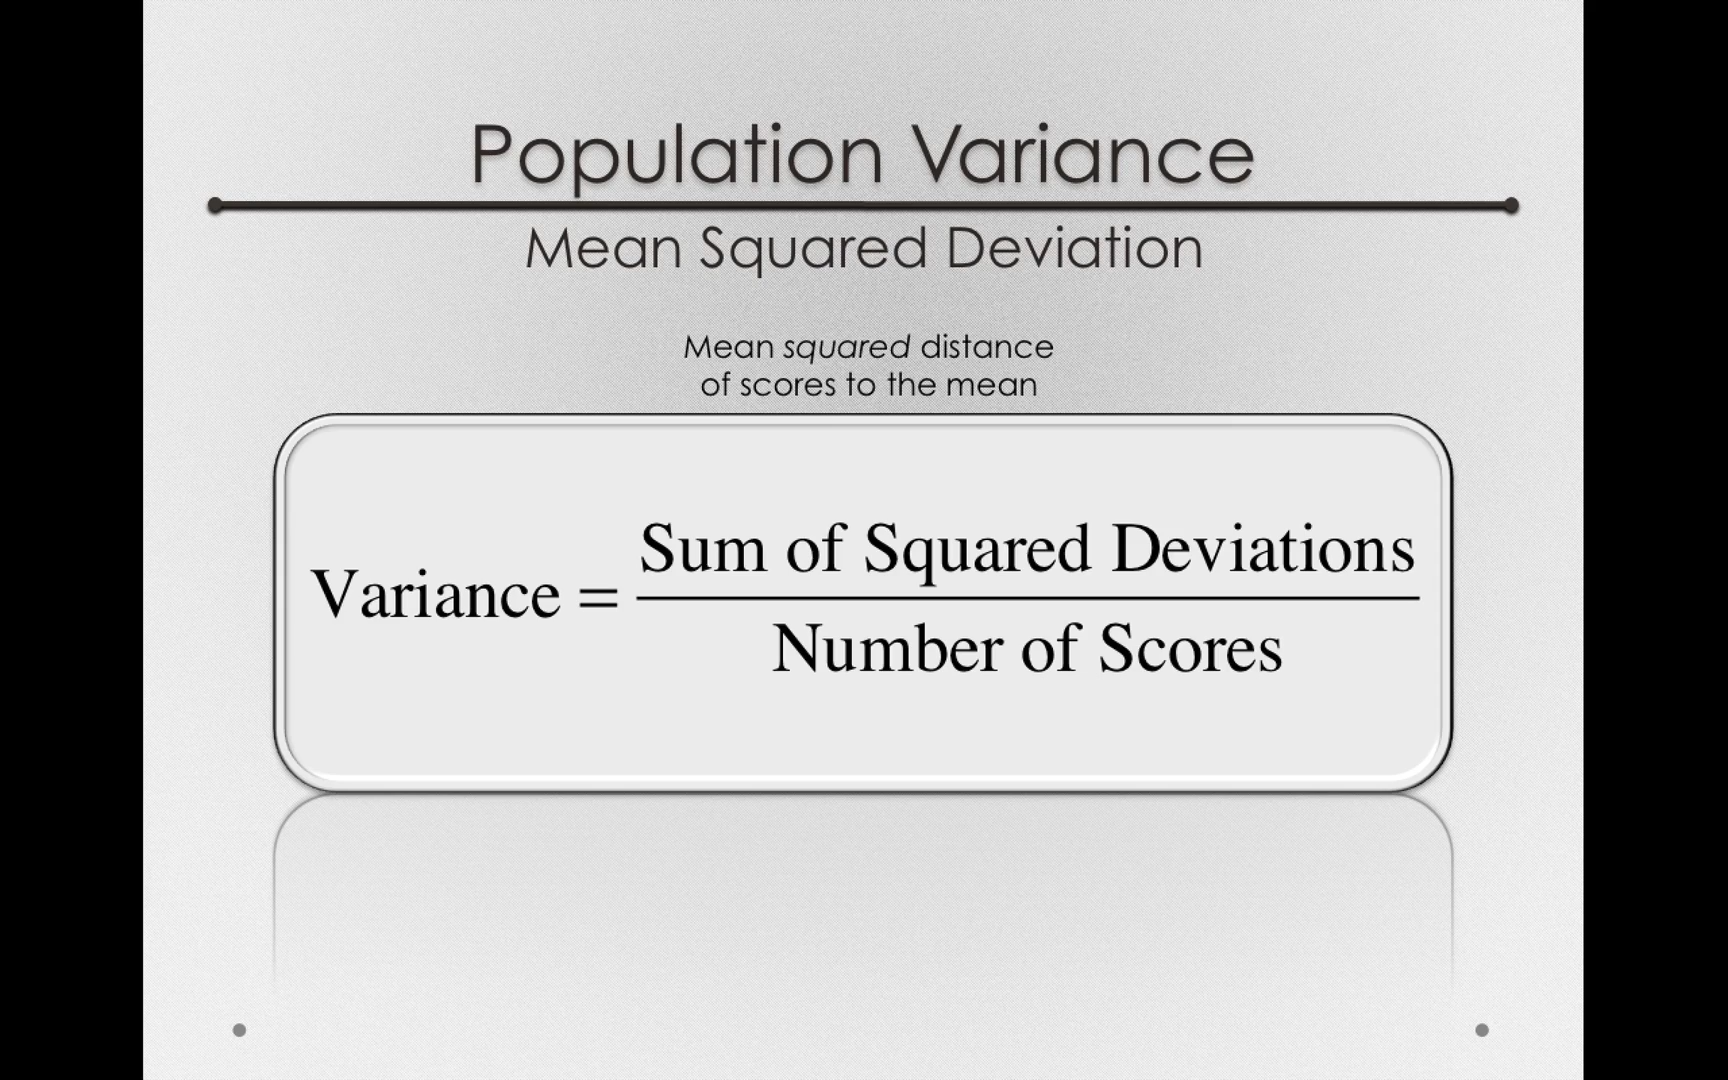 Population Variance
Mean Squared Deviation
Mean squared distance
of scores to the mean
Variance = Sum of Squared Deviations
Number of Scores